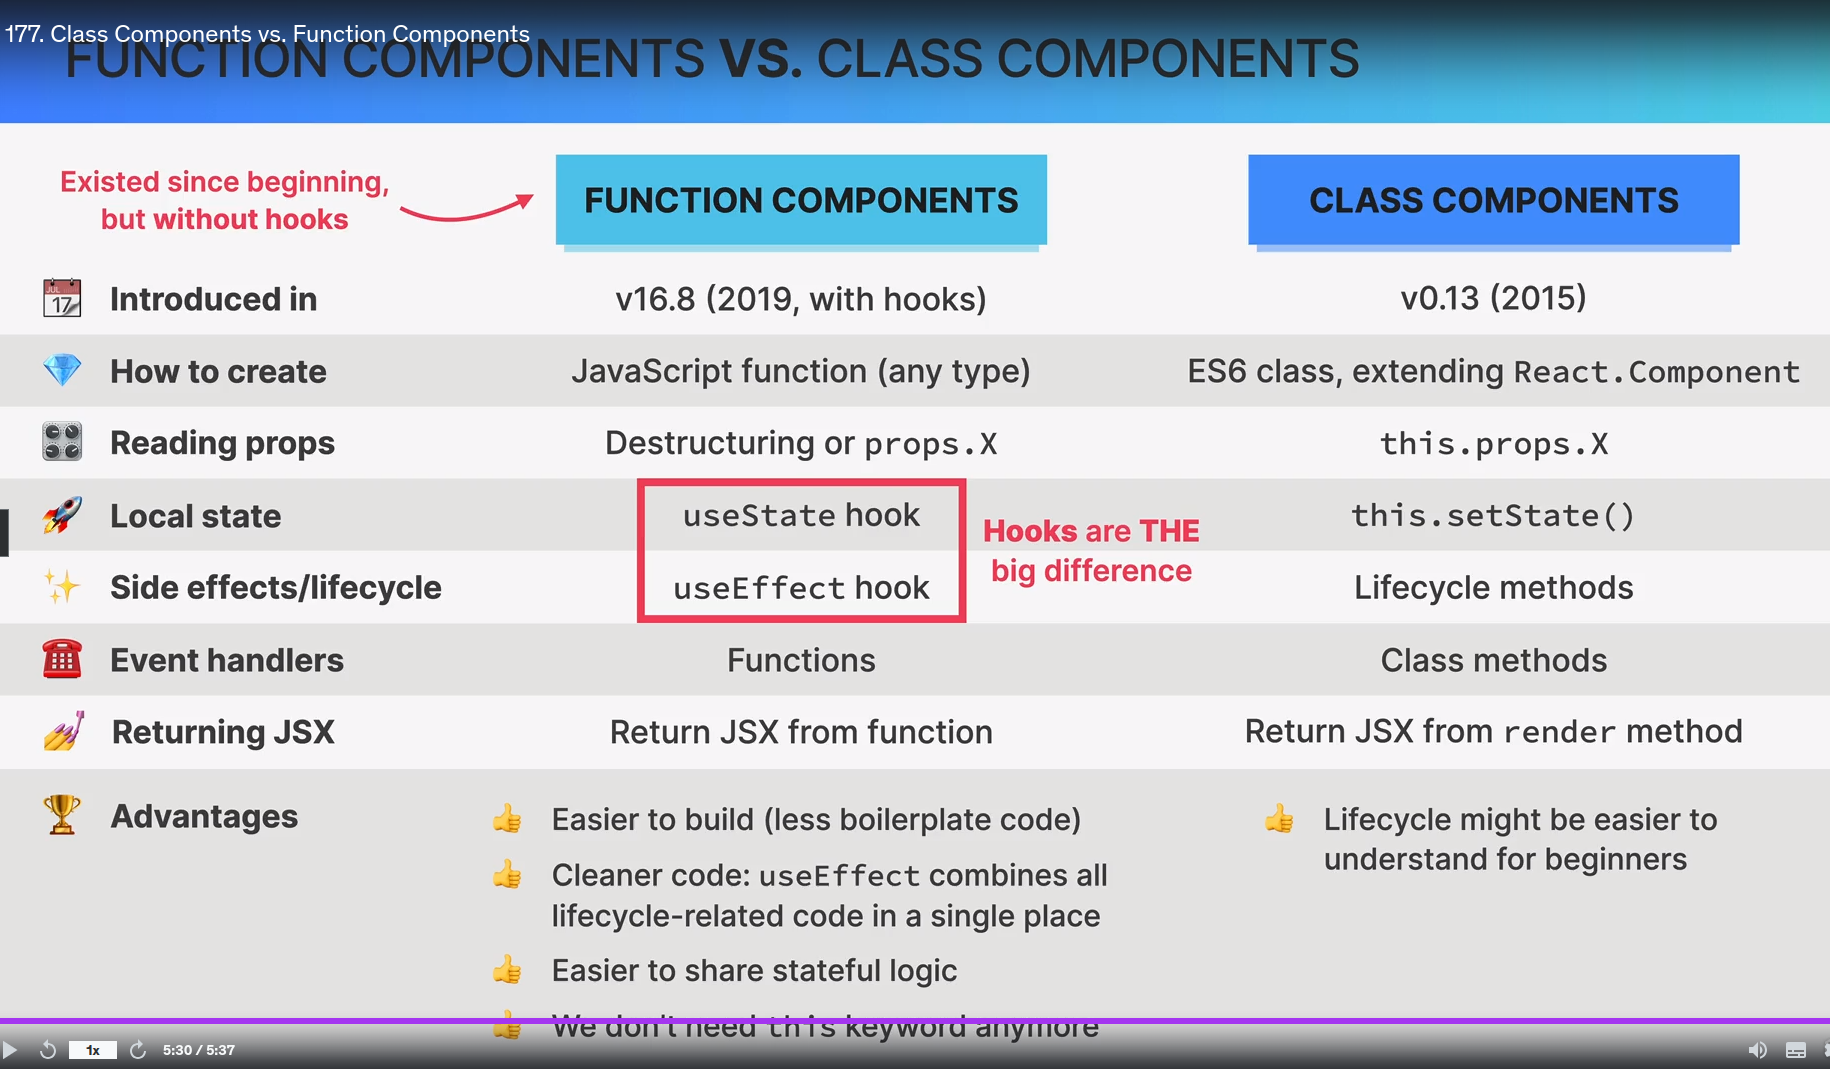 177. Class Components vs. Function Components
FUNCTION COMPONENTS VS. CLASS COMPONENTS
Existed since beginning,
but without hooks
FUNCTION COMPONENTS
CLASS COMPONENTS
JUL
17
Introduced in
v16.8 (2019, with hooks)
v0.13 (2015)
How to create
JavaScript function (any type)
ES6 class, extending React.Component
Reading props
Destructuring or props.X
this.props.X
Local state
useState hook
this.setState()
Hooks are THE
big difference
Side effects/lifecycle
useEffect hook
Lifecycle methods
Event handlers
Functions
Class methods
Returning JSX
Return JSX from function
Return JSX from render method
Advantages
Easier to build (less boilerplate code)
Cleaner code: useEffect combines all
lifecycle-related code in a single place
Easier to share stateful logic
We don't need this keyword anymore
Lifecycle might be easier to
understand for beginners
1x
5:30 / 5:37